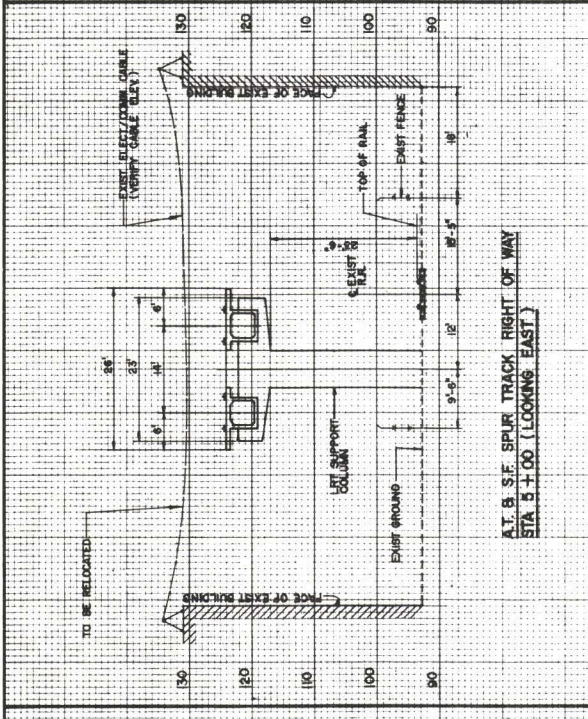 130
120
110
100
90
TO BE RELOCATED
EXIST. ELECT/COMM. CABLE
(VERIFY CABLE ELEV.)
26'
23'
6'
14'
6'
FACE OF EXIST BUILDING
FACE OF EXIST BUILDING
LRT SUPPORT
COLUMN
EXIST GROUND
℄ EXIST
R.R.
TOP OF RAIL
EXIST FENCE
9'-6"
12'
18'-5"
18'
130
120
110
100
90
A.T. & S.F. SPUR TRACK RIGHT OF WAY
STA 5+00 (LOOKING EAST)